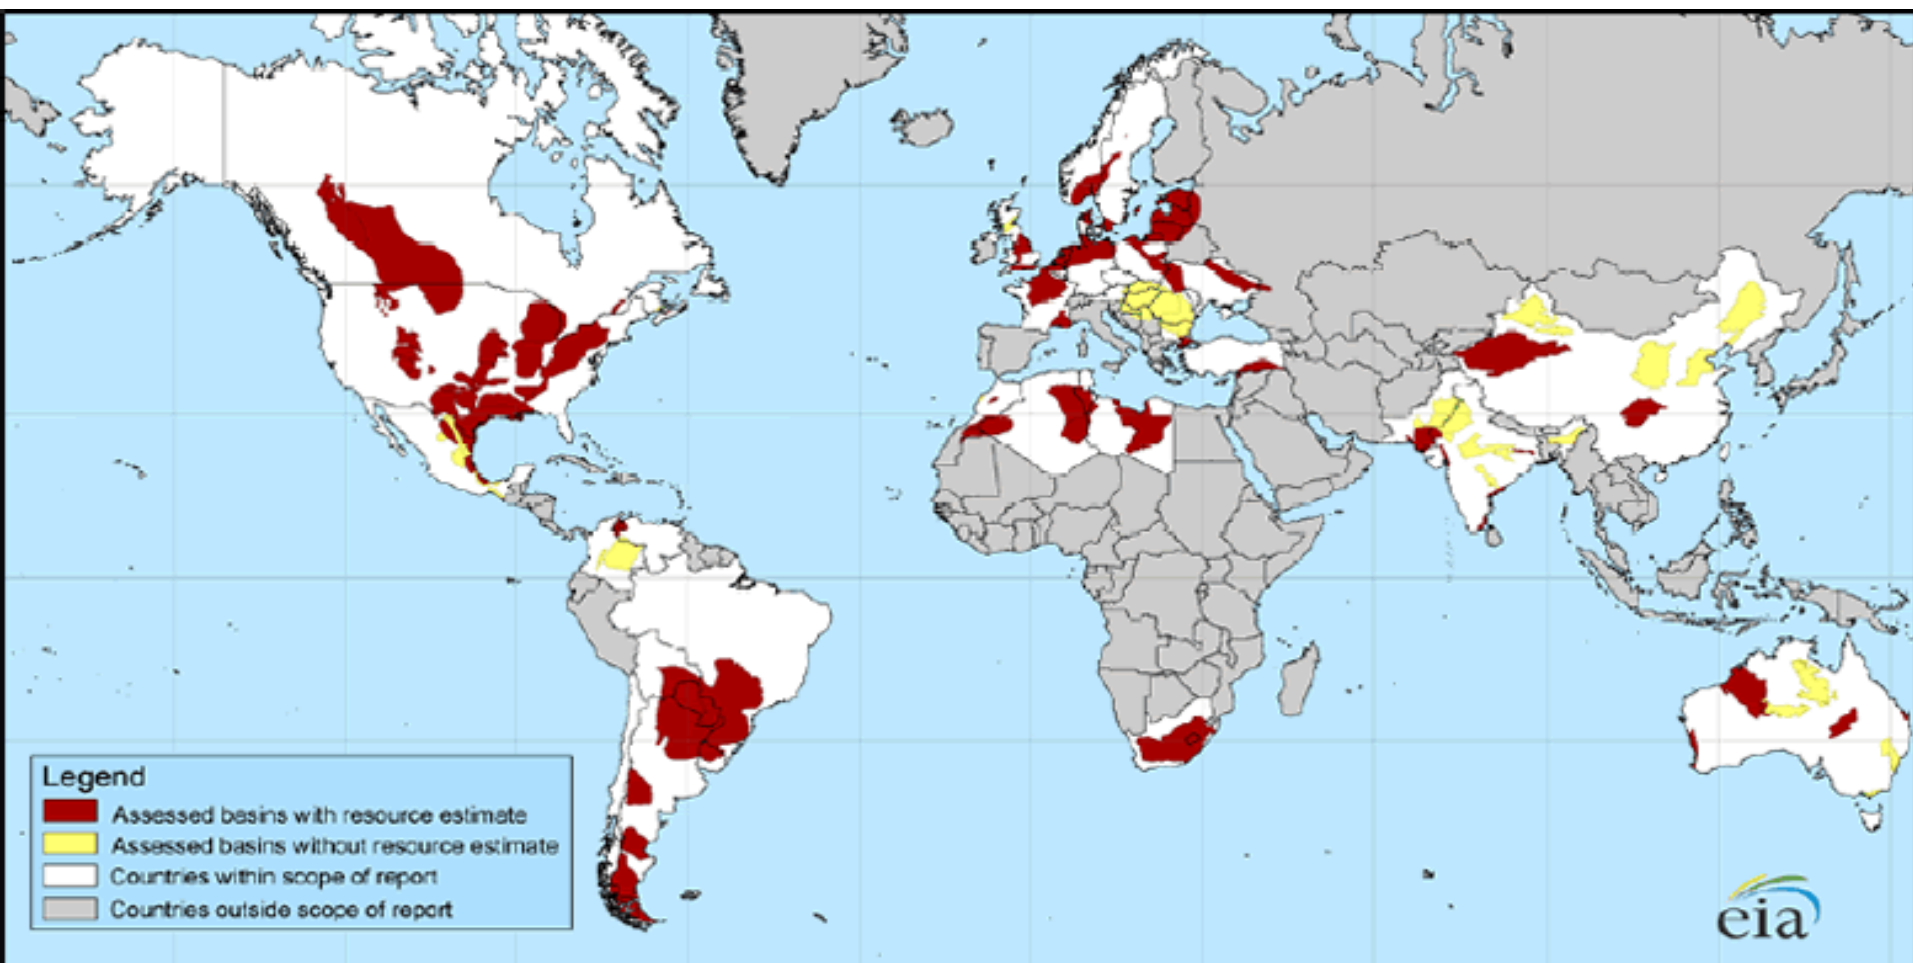 Legend
Assessed basins with resource estimate
Assessed basins without resource estimate
Countries within scope of report
Countries outside scope of report
eia